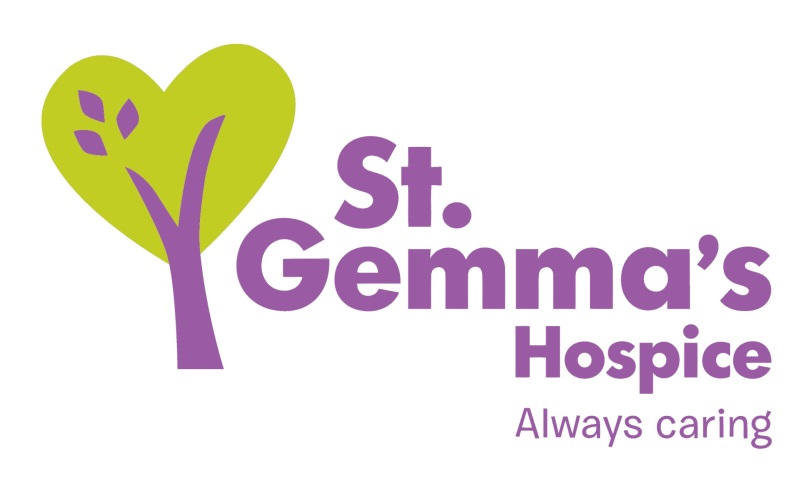 St.
Gemma’s
Hospice
Always caring